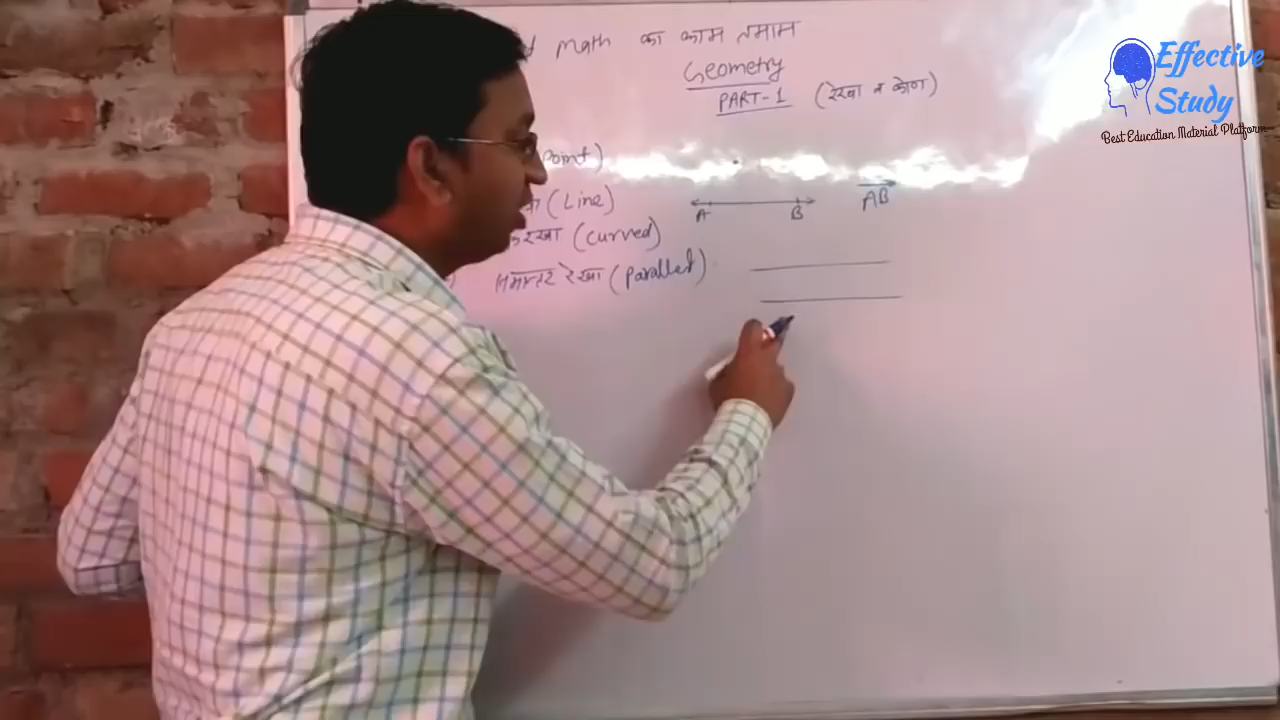 math का काम तमाम
Geometry
PART-1 (रेखा व कोण)
Point)
(Line)
A B
AB
रेखा (curved)
समान्तर रेखा (parallel)
Effective
Study
Best Education Material Platform